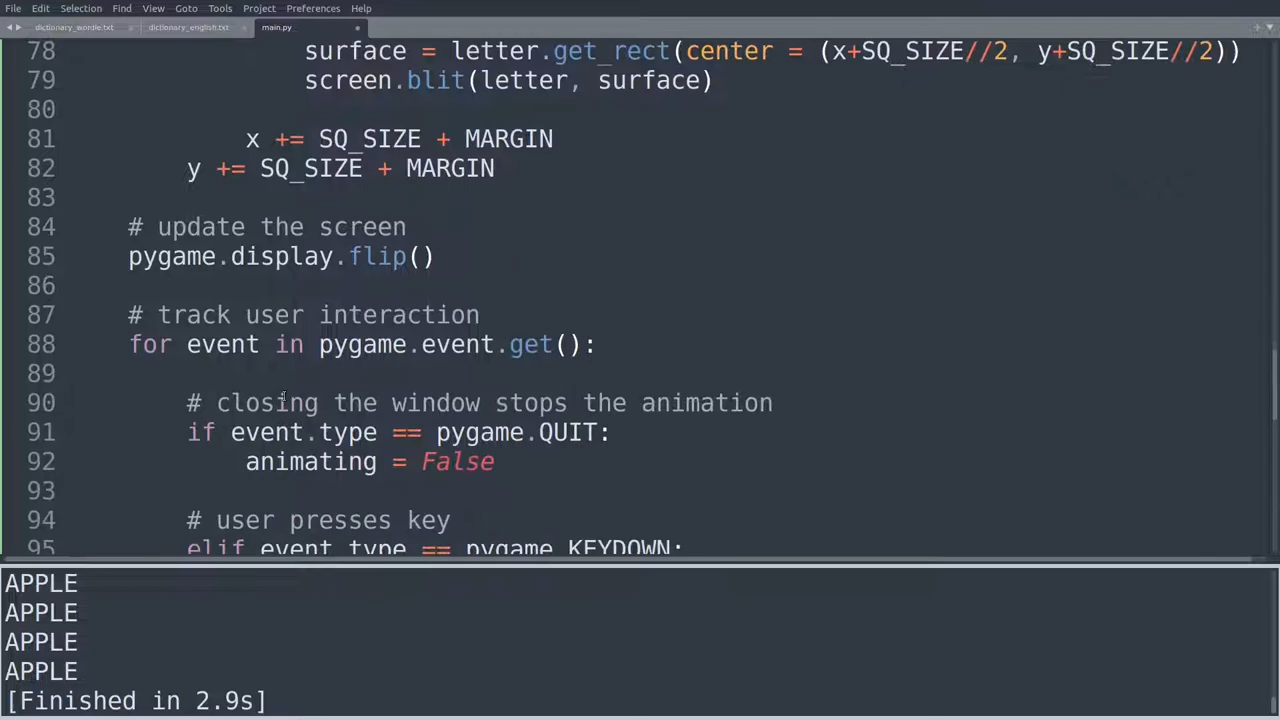 File Edit Selection Find View Goto Tools Project Preferences Help
dictionary_wordle.txt dictionary_english.txt main.py
78 surface = letter.get_rect(center = (x+SQ_SIZE//2, y+SQ_SIZE//2))
79 screen.blit(letter, surface)
80
81 x += SQ_SIZE + MARGIN
82 y += SQ_SIZE + MARGIN
83
84 # update the screen
85 pygame.display.flip()
86
87 # track user interaction
88 for event in pygame.event.get():
89
90 # closing the window stops the animation
91 if event.type == pygame.QUIT:
92 animating = False
93
94 # user presses key
95 elif event.type == pygame.KEYDOWN:
APPLE
APPLE
APPLE
APPLE
[Finished in 2.9s]